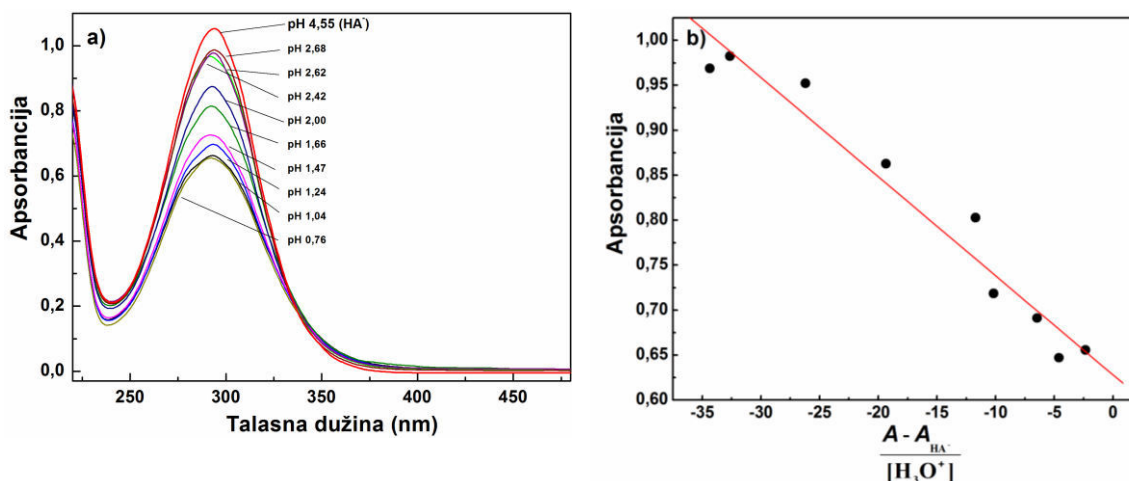 a)
pH 4,55 (HA⁻)
pH 2,68
pH 2,62
pH 2,42
pH 2,00
pH 1,66
pH 1,47
pH 1,24
pH 1,04
pH 0,76
Apsorbancija
1,0
0,8
0,6
0,4
0,2
0,0
250 300 350 400 450
Talasna dužina (nm)
b)
Apsorbancija
1,00
0,95
0,90
0,85
0,80
0,75
0,70
0,65
0,60
-35 -30 -25 -20 -15 -10 -5 0
A - A HA⁻
[H₃O⁺]